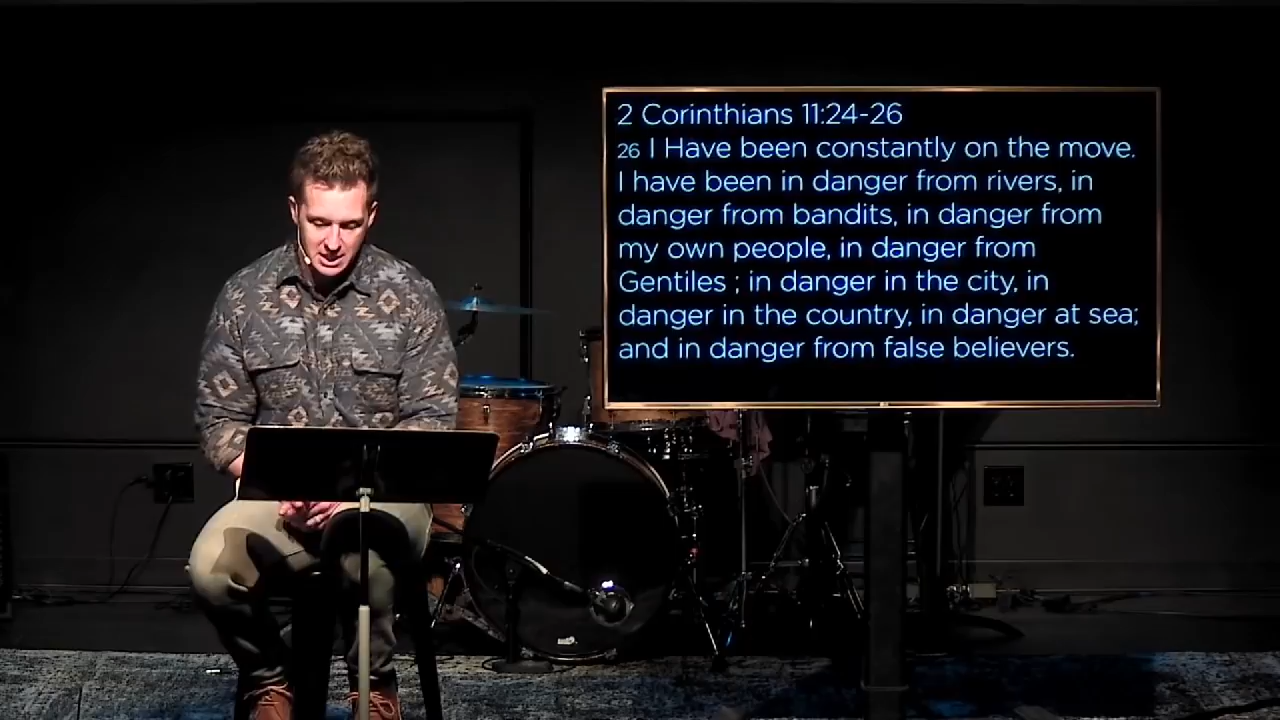 2 Corinthians 11:24-26
26 I Have been constantly on the move.
I have been in danger from rivers, in
danger from bandits, in danger from
my own people, in danger from
Gentiles ; in danger in the city, in
danger in the country, in danger at sea;
and in danger from false believers.